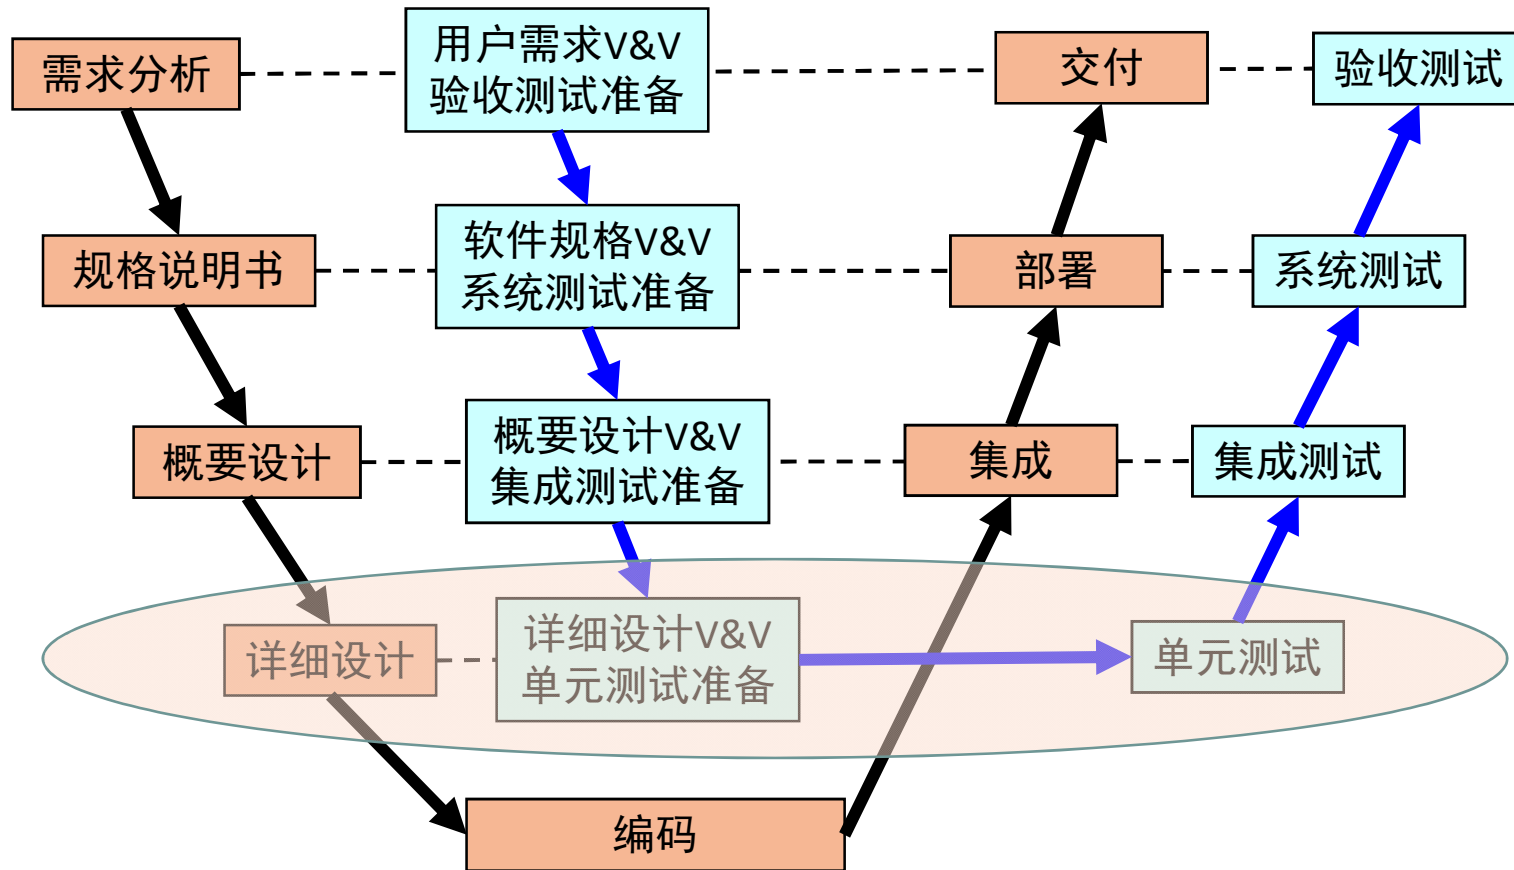 需求分析
用户需求V&V
验收测试准备
交付
验收测试
规格说明书
软件规格V&V
系统测试准备
部署
系统测试
概要设计
概要设计V&V
集成测试准备
集成
集成测试
详细设计
详细设计V&V
单元测试准备
单元测试
编码